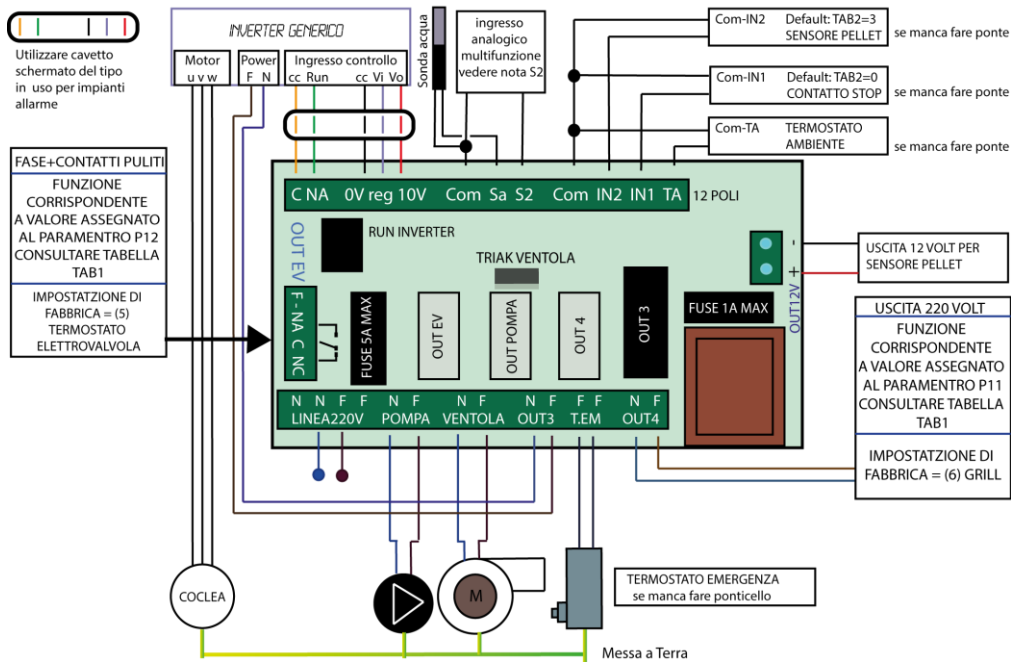 Utilizzare cavetto
schermato del tipo
in uso per impianti
allarme
INVERTER GENERICO
Motor
u v w
Power
F N
Ingresso controllo
cc Run cc Vi Vo
Sonda acqua
ingresso
analogico
multifunzione
vedere nota S2
Com-IN2 Default: TAB2=3
SENSORE PELLET
se manca fare ponte
Com-IN1 Default: TAB2=0
CONTATTO STOP
se manca fare ponte
Com-TA TERMOSTATO
AMBIENTE
se manca fare ponte
FASE+CONTATTI PULITI
FUNZIONE
CORRISPONDENTE
A VALORE ASSEGNATO
AL PARAMENTRO P12
CONSULTARE TABELLA
TAB1
IMPOSTATZIONE DI
FABBRICA = (5)
TERMOSTATO
ELETTROVALVOLA
C NA 0V reg 10V Com Sa S2 Com IN2 IN1 TA
12 POLI
OUT EV
RUN INVERTER
TRIAK VENTOLA
F - NA C NC
FUSE 5A MAX
OUT EV
OUT POMPA
OUT 4
OUT 3
FUSE 1A MAX
- +
OUT12V
USCITA 12 VOLT PER
SENSORE PELLET
USCITA 220 VOLT
FUNZIONE
CORRISPONDENTE
A VALORE ASSEGNATO
AL PARAMENTRO P11
CONSULTARE TABELLA
TAB1
IMPOSTATZIONE DI
FABBRICA = (6) GRILL
N N F F N F N F N F F F N F
LINEA220V POMPA VENTOLA OUT3 T.EM OUT4
COCLEA
M
TERMOSTATO EMERGENZA
se manca fare ponticello
Messa a Terra